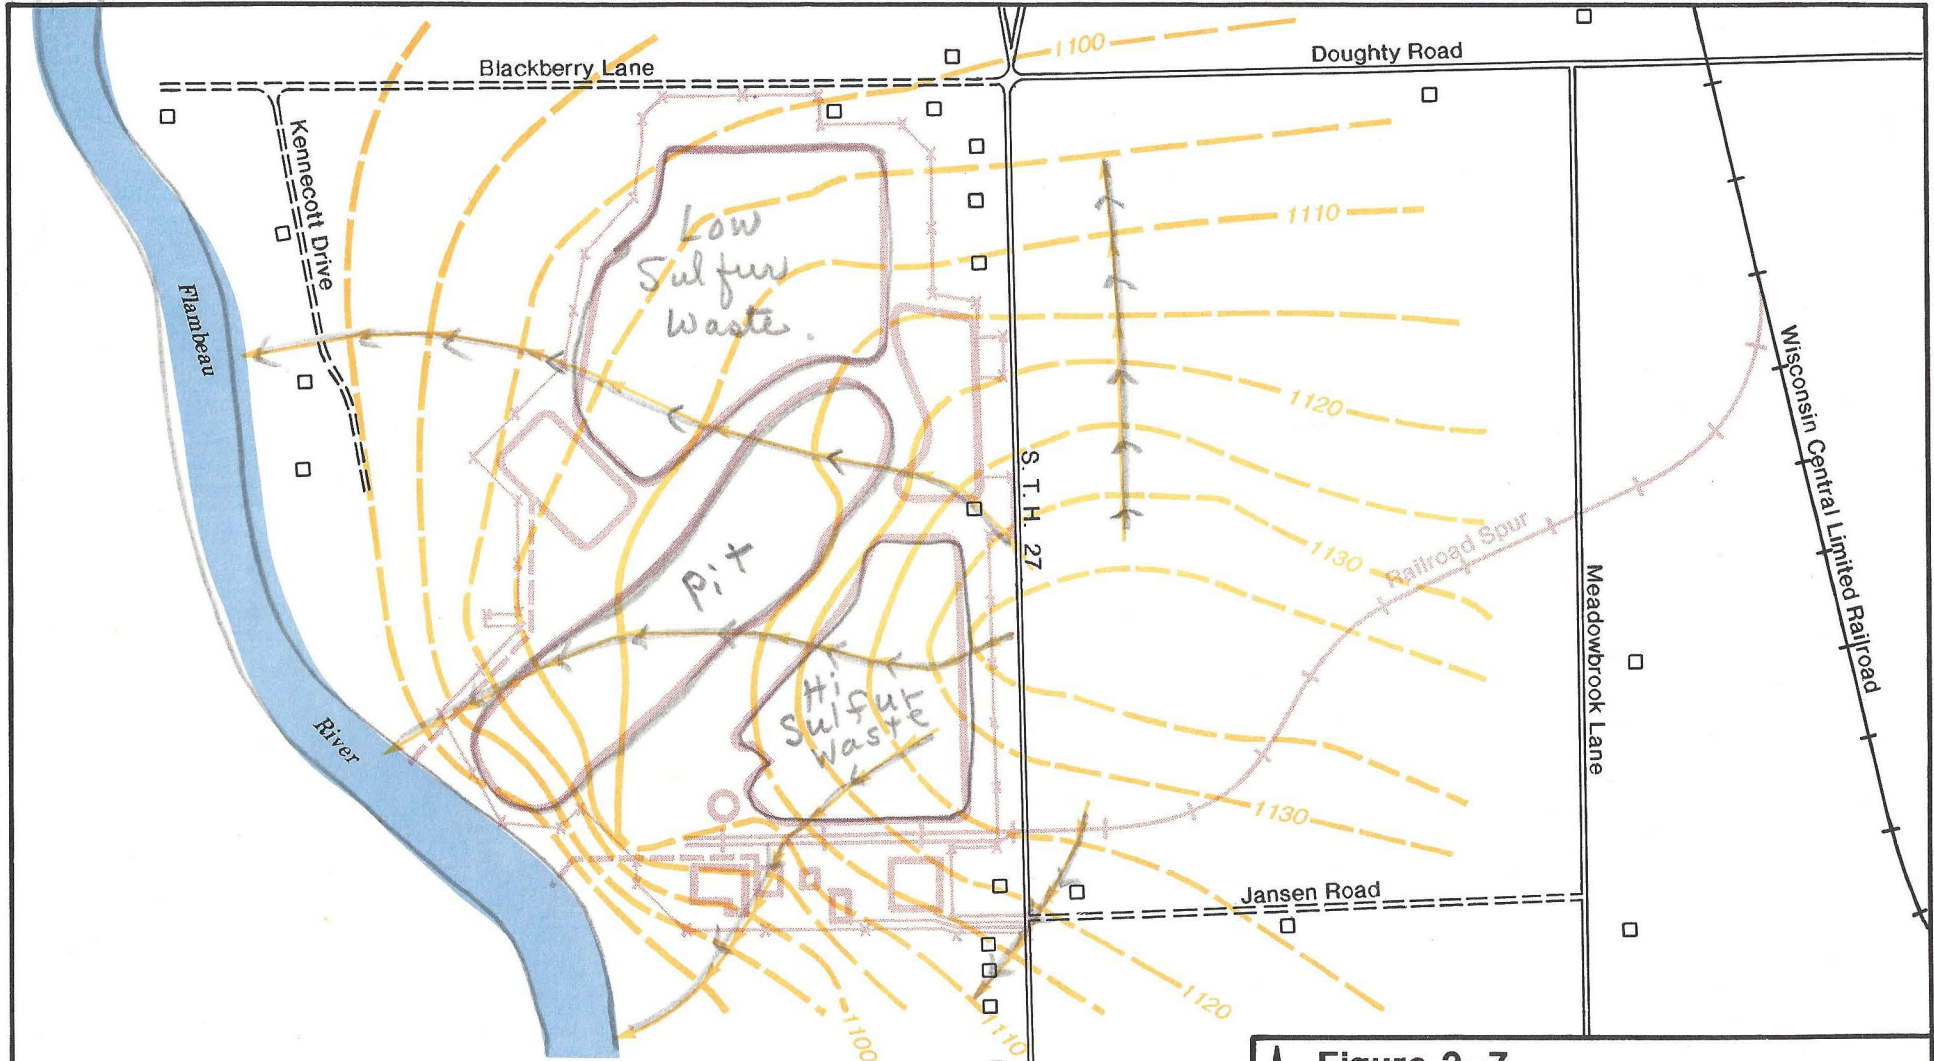 1100
Doughty Road
Blackberry Lane
Kennecott Drive
1110
Low
Sulfur
Waste.
Flambeau
River
1120
S. T. H. 27
Wisconsin Central Limited Railroad
Railroad Spur
1130
Pit
Meadowbrook Lane
Hi
Sulfur
Waste
1130
Jansen Road
1120
1110
1100
Figure 2-7